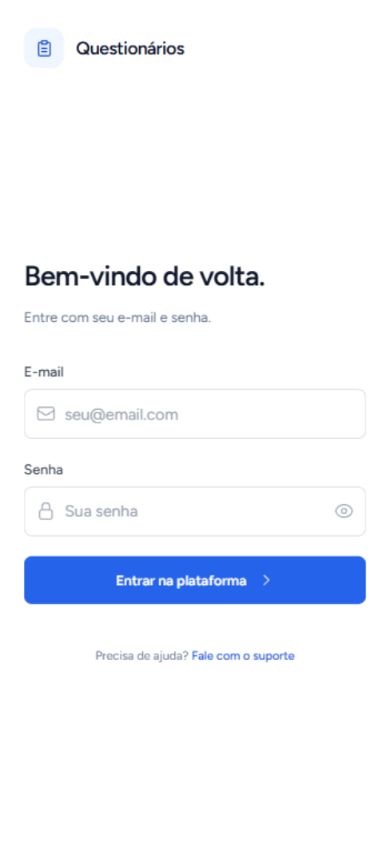 Questionários
Bem-vindo de volta.
Entre com seu e-mail e senha.
E-mail
seu@email.com
Senha
Sua senha
Entrar na plataforma
Precisa de ajuda? Fale com o suporte